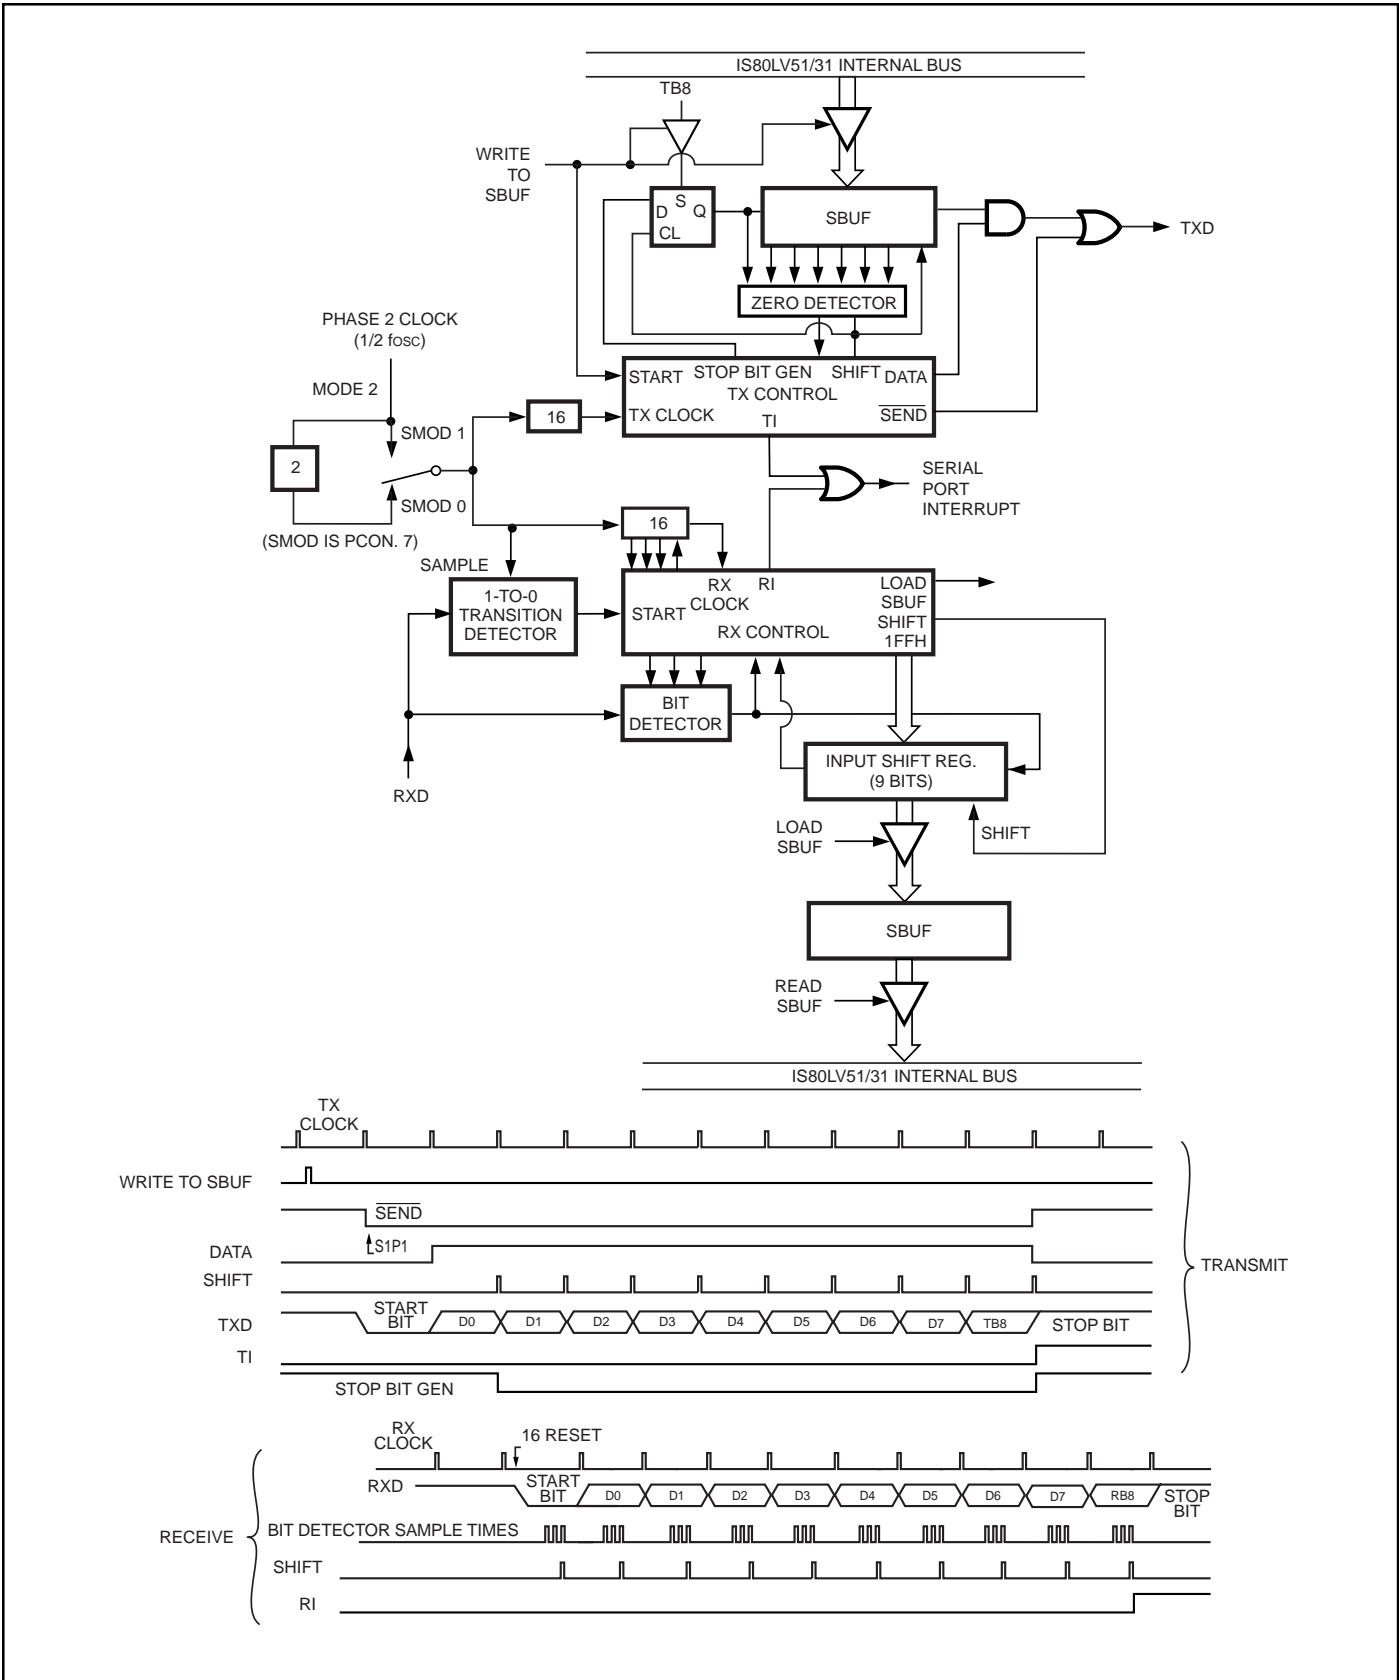 IS80LV51/31 INTERNAL BUS
TB8
WRITE
TO
SBUF
S
D
Q
CL
SBUF
TXD
ZERO DETECTOR
PHASE 2 CLOCK
(1/2 fosc)
MODE 2
SMOD 1
2
SMOD 0
(SMOD IS PCON. 7)
16
START
STOP BIT GEN
SHIFT
DATA
TX CONTROL
TX CLOCK
TI
SEND
SERIAL
PORT
INTERRUPT
16
SAMPLE
1-TO-0
TRANSITION
DETECTOR
START
RX
CLOCK
RI
RX CONTROL
LOAD
SBUF
SHIFT
1FFH
BIT
DETECTOR
RXD
INPUT SHIFT REG.
(9 BITS)
LOAD
SBUF
SHIFT
SBUF
READ
SBUF
IS80LV51/31 INTERNAL BUS
TX
CLOCK
WRITE TO SBUF
SEND
S1P1
DATA
SHIFT
TXD
START
BIT
D0
D1
D2
D3
D4
D5
D6
D7
TB8
STOP BIT
TI
STOP BIT GEN
TRANSMIT
RX
CLOCK
16 RESET
RXD
START
BIT
D0
D1
D2
D3
D4
D5
D6
D7
RB8
STOP
BIT
RECEIVE
BIT DETECTOR SAMPLE TIMES
SHIFT
RI